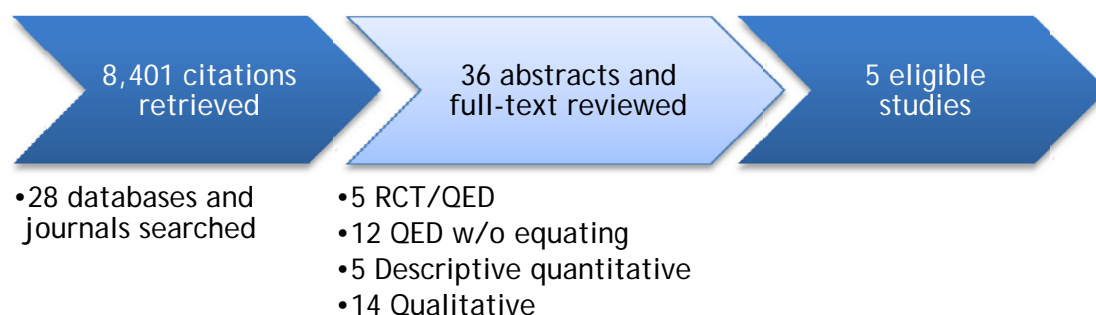 8,401 citations
retrieved
36 abstracts and
full-text reviewed
5 eligible
studies
•28 databases and
journals searched
•5 RCT/QED
•12 QED w/o equating
•5 Descriptive quantitative
•14 Qualitative